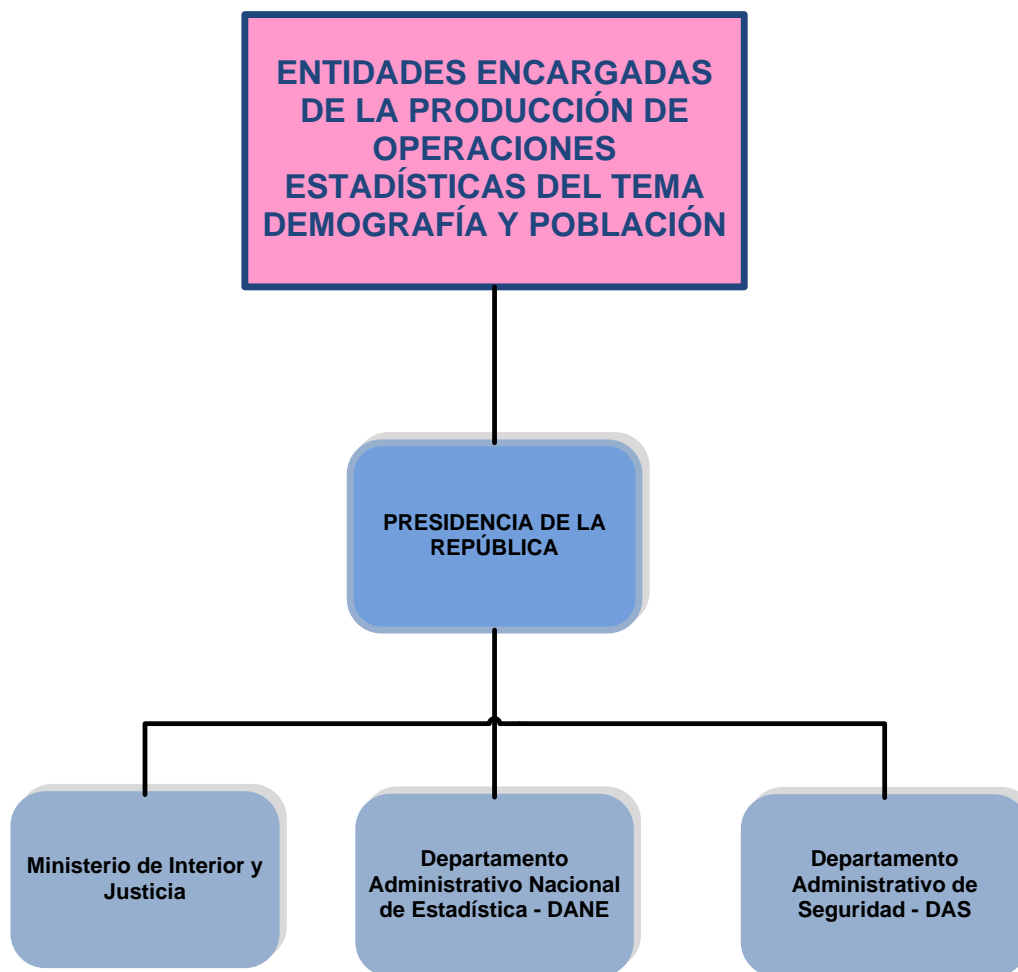 ENTIDADES ENCARGADAS
DE LA PRODUCCIÓN DE
OPERACIONES
ESTADÍSTICAS DEL TEMA
DEMOGRAFÍA Y POBLACIÓN
PRESIDENCIA DE LA
REPÚBLICA
Ministerio de Interior y
Justicia
Departamento
Administrativo Nacional
de Estadística - DANE
Departamento
Administrativo de
Seguridad - DAS